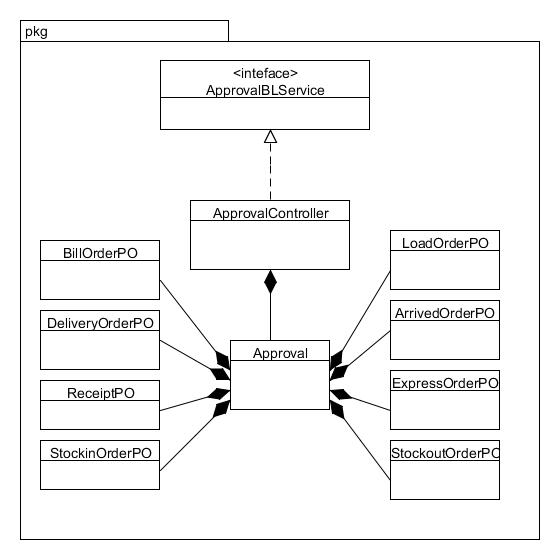 pkg
<inteface>
ApprovalBLService
ApprovalController
BillOrderPO
LoadOrderPO
DeliveryOrderPO
ArrivedOrderPO
Approval
ReceiptPO
ExpressOrderPO
StockinOrderPO
StockoutOrderPO